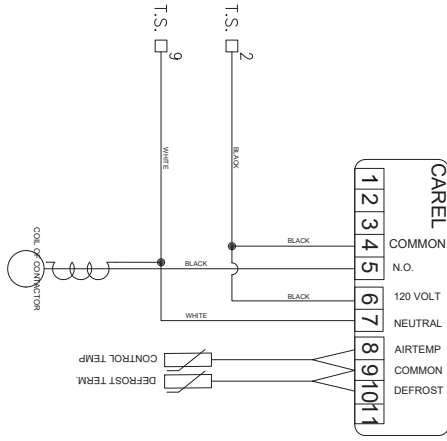 T.S.
9
T.S.
2
WHITE
BLACK
CAREL
1
2
3
4
COMMON
BLACK
5
N.O.
BLACK
6
120 VOLT
BLACK
7
NEUTRAL
WHITE
8
AIRTEMP
9
COMMON
10
DEFROST
11
COIL OF CONTACTOR
CONTROL TEMP
DEFROST TERM.